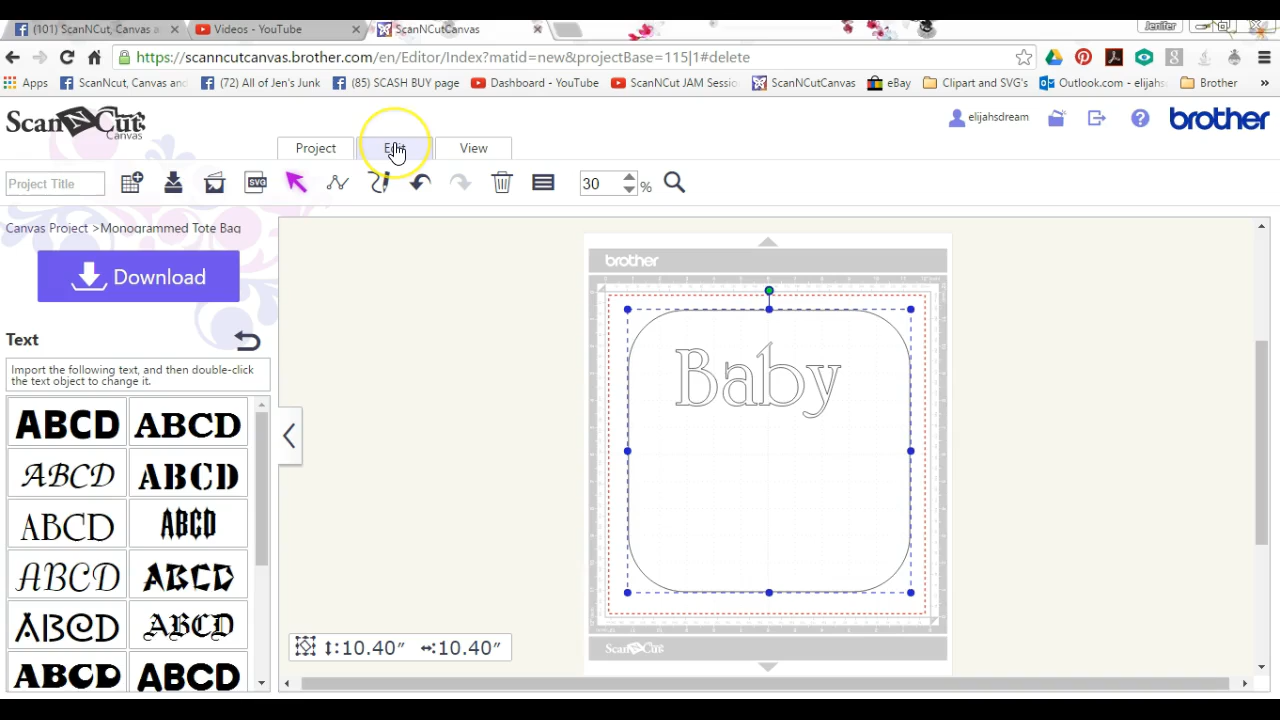 (101) ScanNCut, Canvas a
Videos - YouTube
ScanNCutCanvas
Jenifer
https://scanncutcanvas.brother.com/en/Editor/Index?matid=new&projectBase=115|1#delete
Apps
ScanNcut, Canvas and
(72) All of Jen's Junk
(85) SCASH BUY page
Dashboard - YouTube
ScanNCut JAM Sessio
ScanNCutCanvas
eBay
Clipart and SVG's
Outlook.com - elijahs
Brother
»
ScanNCut
Canvas
elijahsdream
?
brother
Project
Edit
View
Project Title
SVG
30
%
Canvas Project >Monogrammed Tote Bag
Download
Text
Import the following text, and then double-click
the text object to change it.
ABCD ABCD
ABCD ABCD
ABCD ABCD
ABCD ABCD
ABCD ABCD
ABCD ABCD
brother
Baby
ScanNCut
↕:10.40″ ↔:10.40″